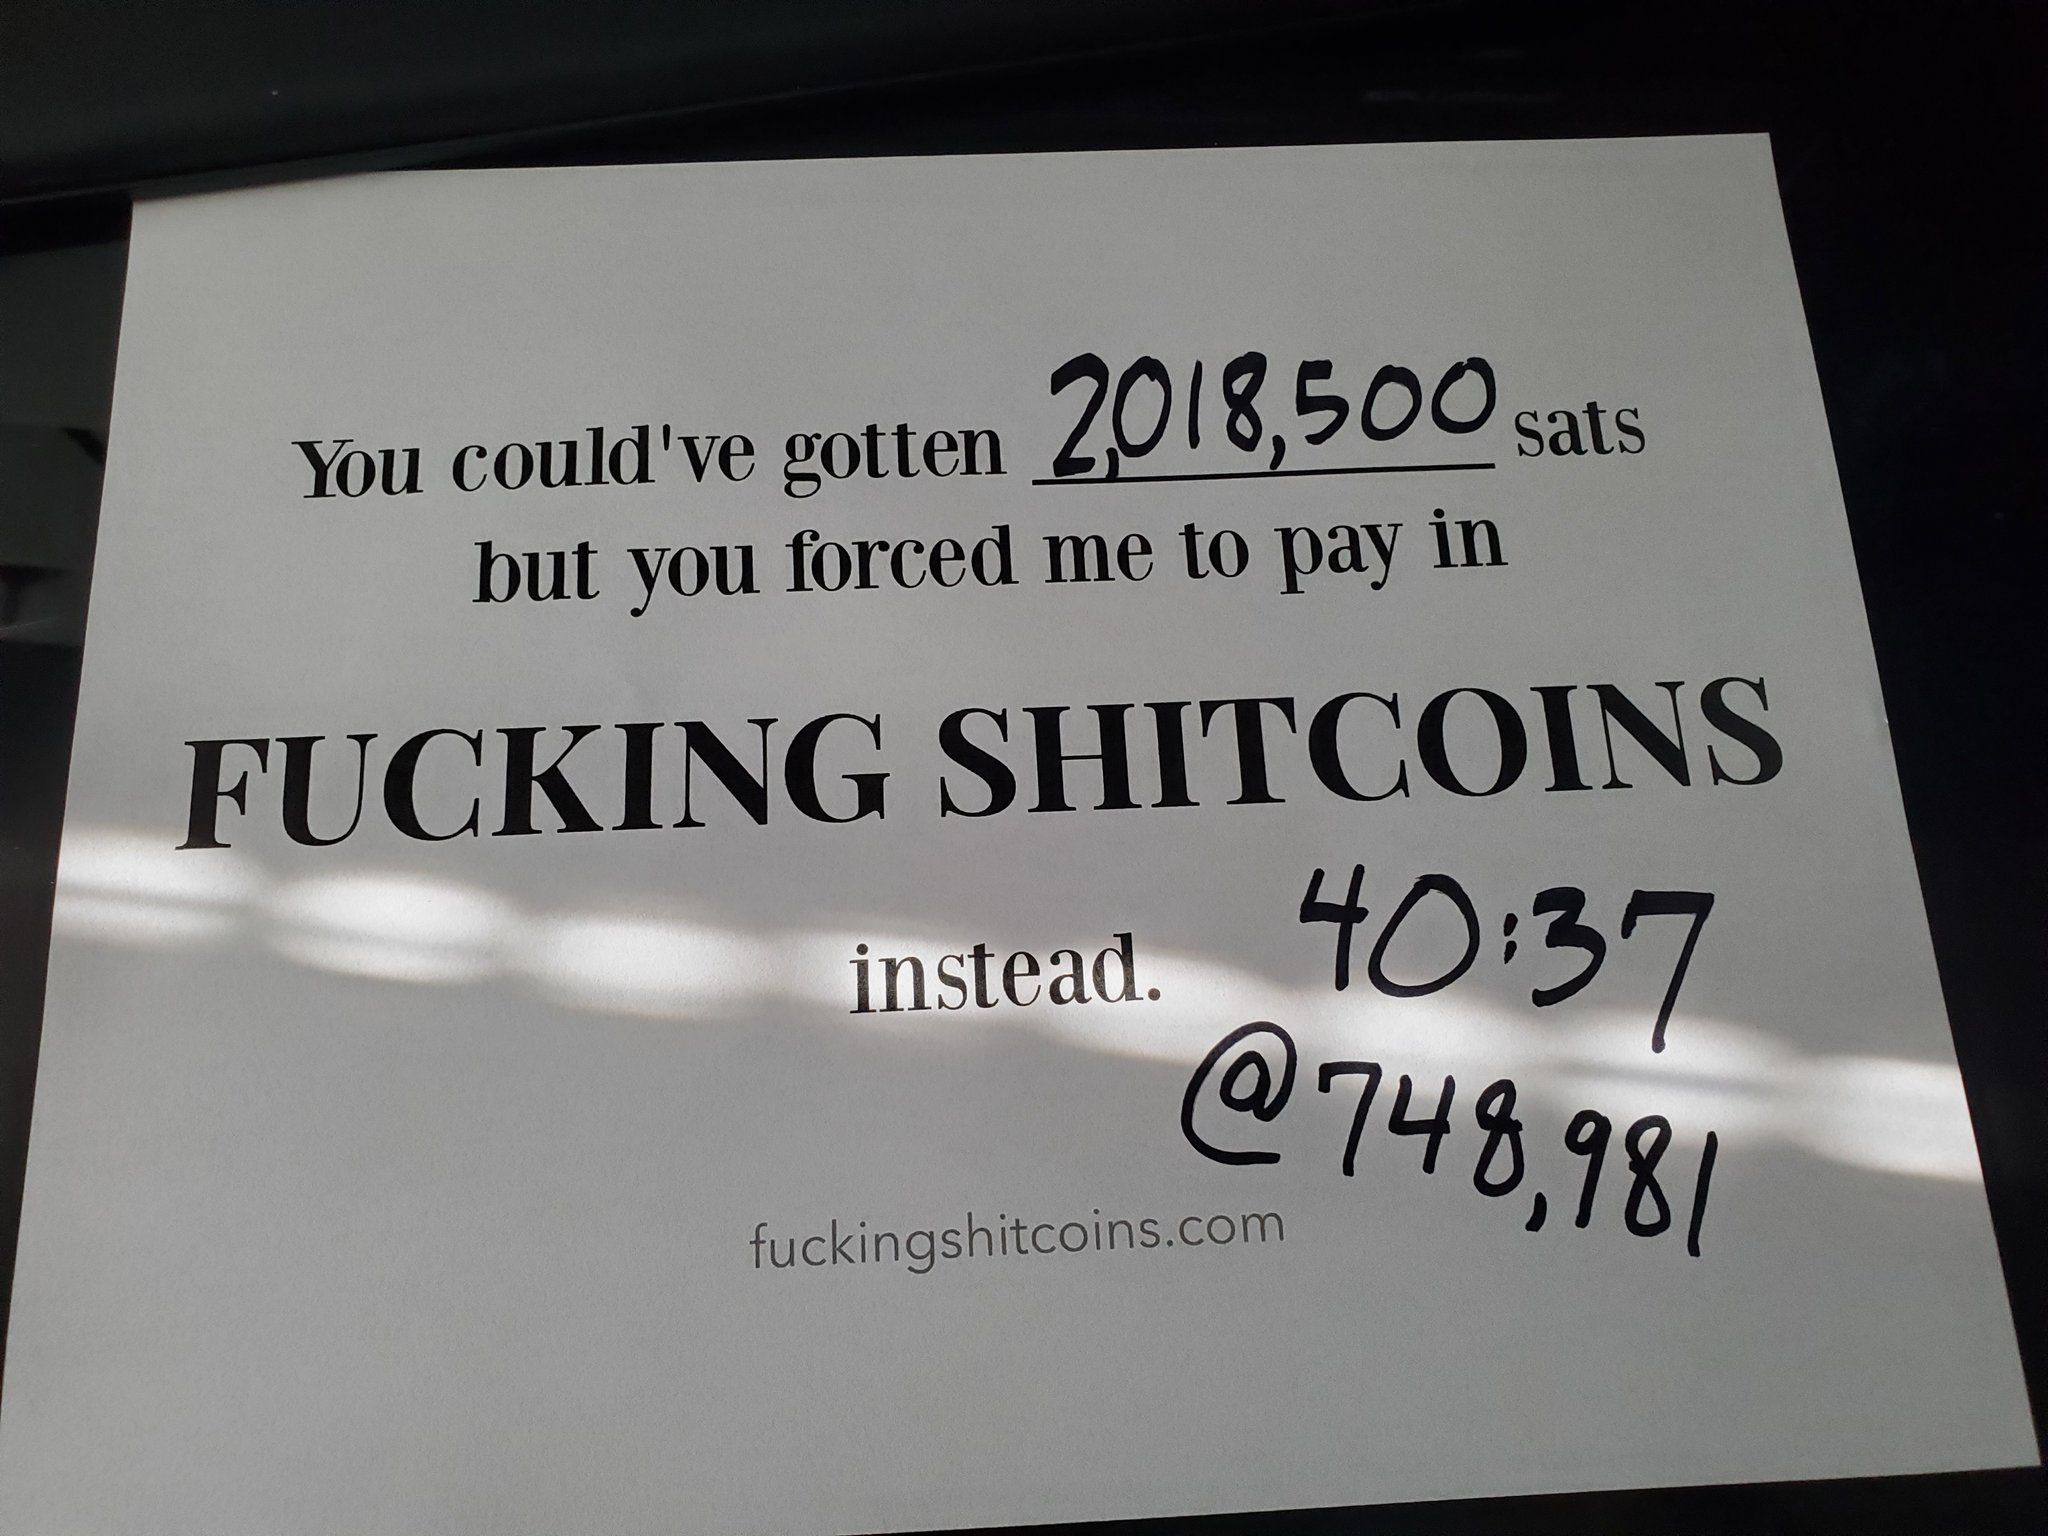 You could've gotten 2,018,500 sats
but you forced me to pay in
FUCKING SHITCOINS
instead.
40:37
@748,981
fuckingshitcoins.com